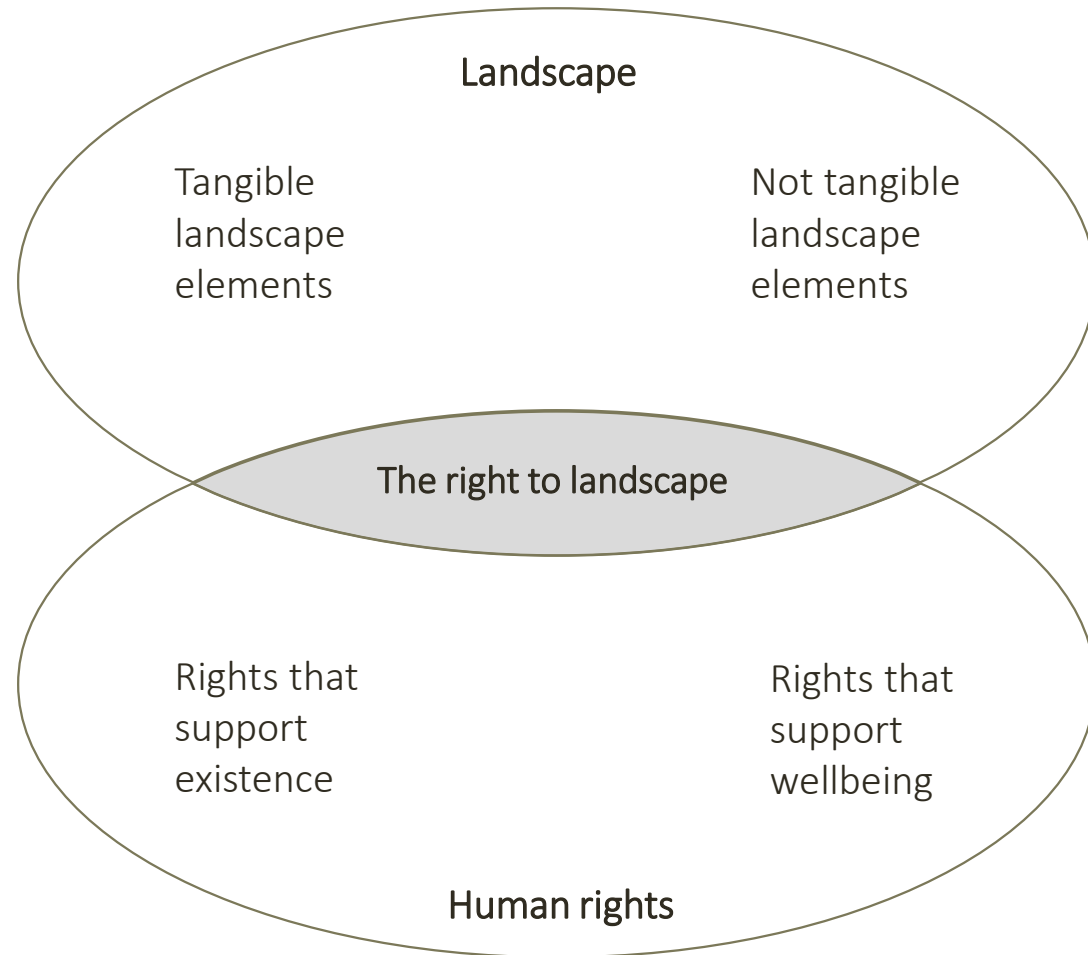 Landscape
Tangible
landscape
elements
Not tangible
landscape
elements
The right to landscape
Rights that
support
existence
Rights that
support
wellbeing
Human rights